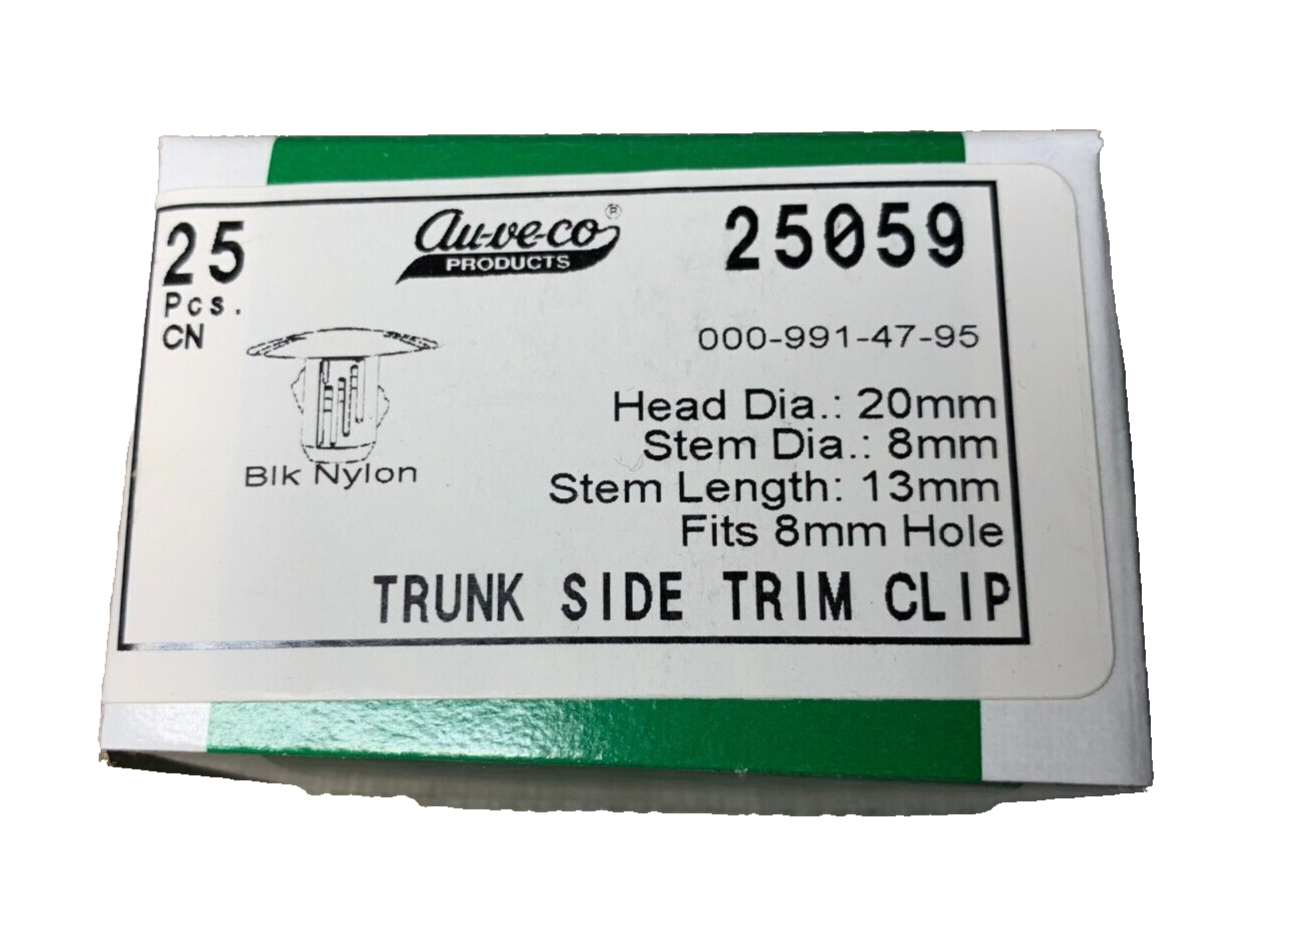 25
Pcs.
CN
au-ve-co®
PRODUCTS
25059
000-991-47-95
Blk Nylon
Head Dia.: 20mm
Stem Dia.: 8mm
Stem Length: 13mm
Fits 8mm Hole
TRUNK SIDE TRIM CLIP